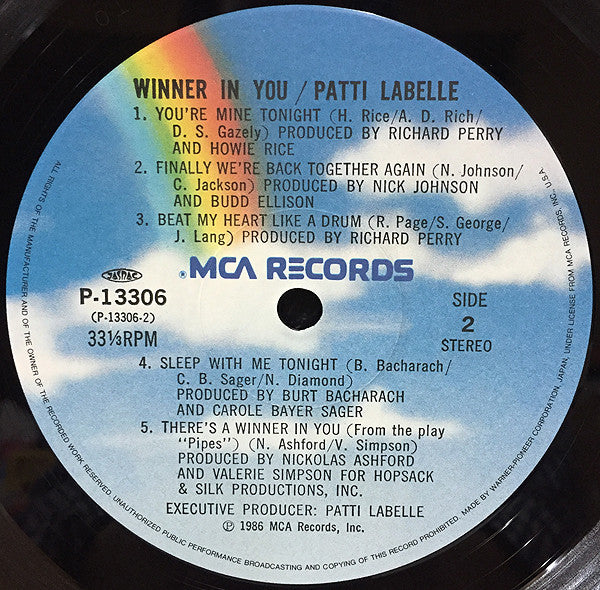 WINNER IN YOU / PATTI LABELLE
1. YOU'RE MINE TONIGHT (H. Rice/A. D. Rich/
D. S. Gazely) PRODUCED BY RICHARD PERRY
AND HOWIE RICE
2. FINALLY WE'RE BACK TOGETHER AGAIN (N. Johnson/
C. Jackson) PRODUCED BY NICK JOHNSON
AND BUDD ELLISON
3. BEAT MY HEART LIKE A DRUM (R. Page/S. George/
J. Lang) PRODUCED BY RICHARD PERRY
JASRAC
® MCA RECORDS
P-13306
(P-13306-2)
33⅓RPM
SIDE
2
STEREO
4. SLEEP WITH ME TONIGHT (B. Bacharach/
C. B. Sager/N. Diamond)
PRODUCED BY BURT BACHARACH
AND CAROLE BAYER SAGER
5. THERE'S A WINNER IN YOU (From the play
"Pipes") (N. Ashford/V. Simpson)
PRODUCED BY NICKOLAS ASHFORD
AND VALERIE SIMPSON FOR HOPSACK
& SILK PRODUCTIONS, INC.
EXECUTIVE PRODUCER: PATTI LABELLE
Ⓟ 1986 MCA Records, Inc.
ALL RIGHTS OF THE MANUFACTURER AND OF THE OWNER OF THE RECORDED WORK RESERVED. UNAUTHORIZED PUBLIC PERFORMANCE BROADCASTING AND COPYING OF THIS RECORD PROHIBITED. MADE BY WARNER-PIONEER CORPORATION, JAPAN, UNDER LICENSE FROM MCA RECORDS, INC., U.S.A.